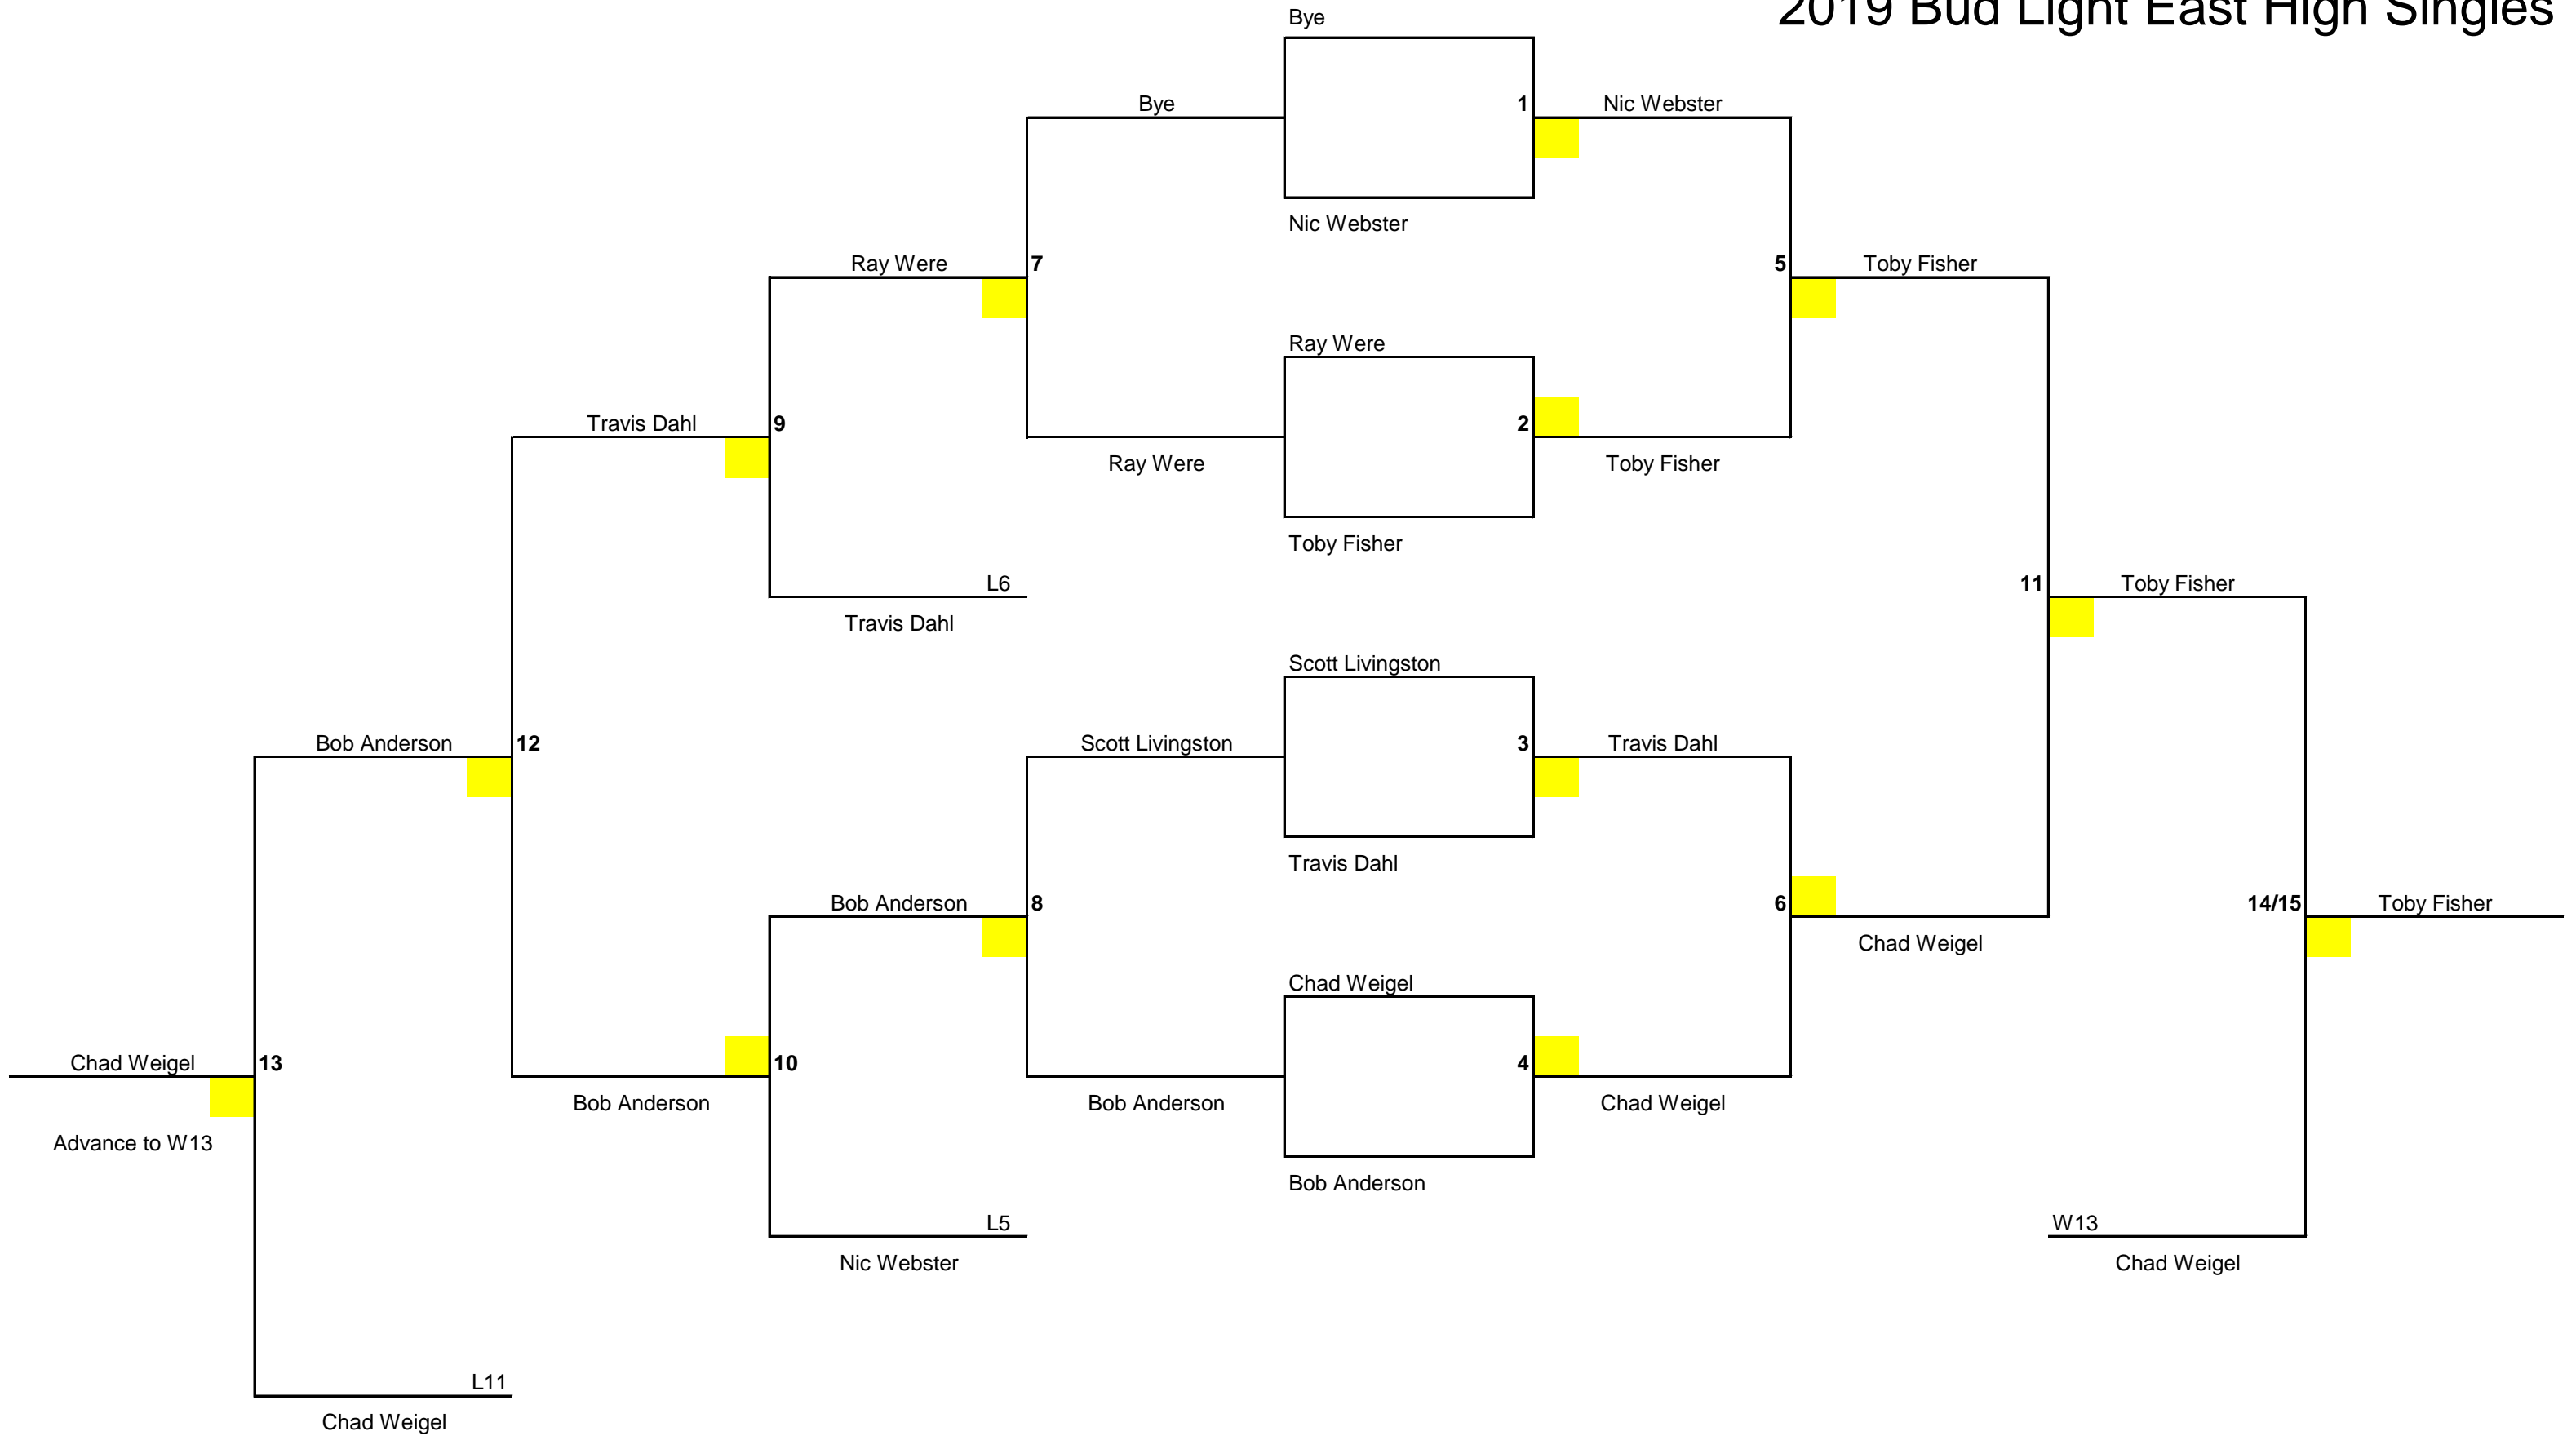 2019 Bud Light East High Singles
Bye
Bye
1
Nic Webster
Nic Webster
Ray Were
7
5
Toby Fisher
Ray Were
Travis Dahl
9
2
Ray Were
Toby Fisher
Toby Fisher
L6
11
Toby Fisher
Travis Dahl
Scott Livingston
Bob Anderson
12
Scott Livingston
3
Travis Dahl
Travis Dahl
Bob Anderson
8
6
14/15
Toby Fisher
Chad Weigel
Chad Weigel
Chad Weigel
13
10
4
Bob Anderson
Bob Anderson
Chad Weigel
Advance to W13
Bob Anderson
L5
W13
Nic Webster
Chad Weigel
L11
Chad Weigel